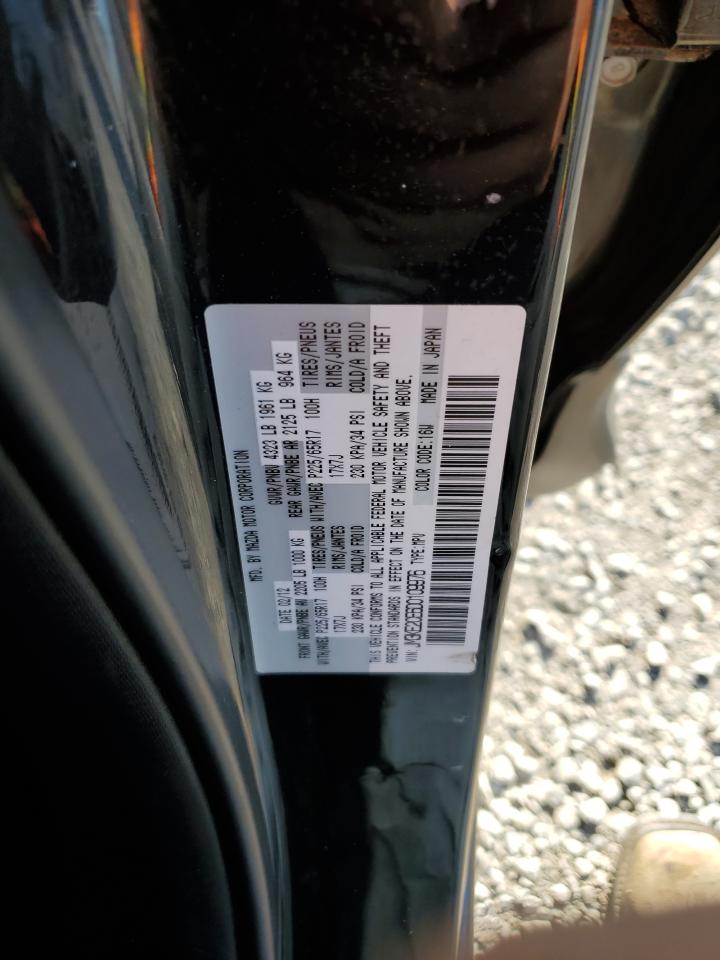 MFD. BY MAZDA MOTOR CORPORATION
DATE 02/12 GVWR/PNBV 4323 LB 1961 KG
FRONT GAWR/PNBE AV 2205 LB 1000 KG REAR GAWR/PNBE AR 2125 LB 964 KG
WITH/AVEC P225/65R17 100H TIRES/PNEUS WITH/AVEC P225/65R17 100H TIRES/PNEUS
17X7J RIMS/JANTES 17X7J RIMS/JANTES
230 KPA/34 PSI COLD/A FROID 230 KPA/34 PSI COLD/A FROID
THIS VEHICLE CONFORMS TO ALL APPLICABLE FEDERAL MOTOR VEHICLE SAFETY AND THEFT
STANDARDS IN EFFECT ON THE DATE OF MANUFACTURE SHOWN ABOVE.
VIN: JM3KE2CE6D0109976 TYPE:MPV COLOR CODE:16W MADE IN JAPAN